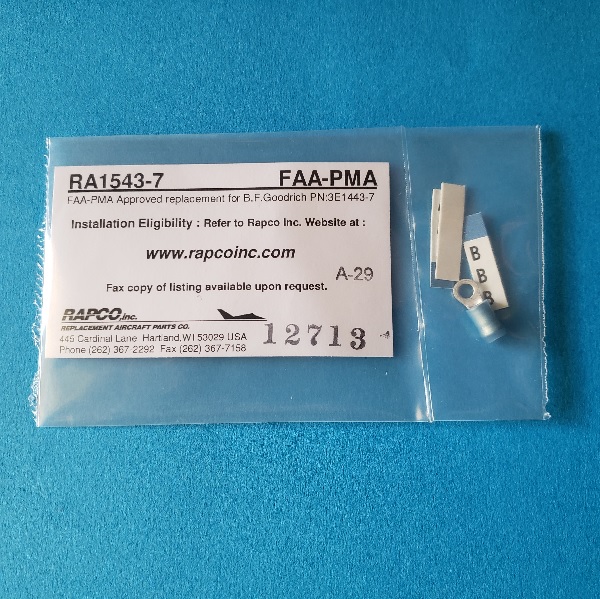 RA1543-7 FAA-PMA
FAA-PMA Approved replacement for B.F.Goodrich PN:3E1443-7
Installation Eligibility : Refer to Rapco Inc. Website at :
www.rapcoinc.com
A-29
Fax copy of listing available upon request.
RAPCO,inc.
REPLACEMENT AIRCRAFT PARTS CO.
445 Cardinal Lane Hartland,WI 53029 USA
Phone (262) 367-2292 Fax (262) 367-7158
12713
B
B
B